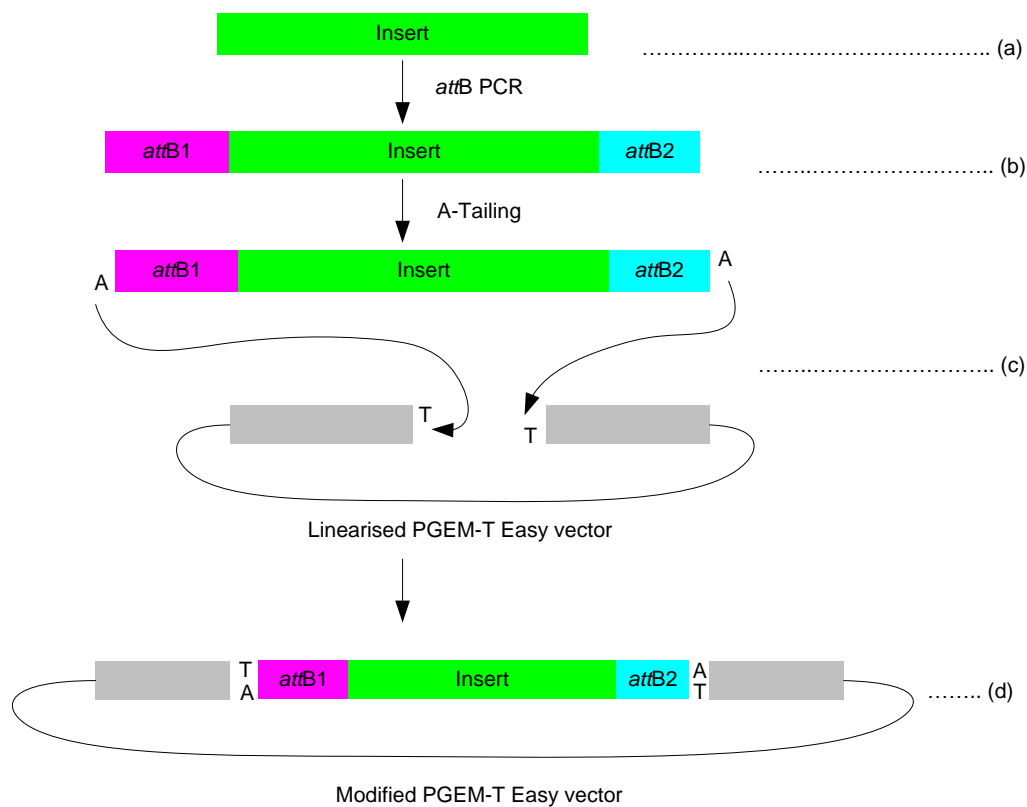 Insert
………….…………………………….. (a)
attB PCR
attB1 Insert attB2
……..……………………….. (b)
A-Tailing
A attB1 Insert attB2 A
……..……………………….. (c)
T T
Linearised PGEM-T Easy vector
T A attB1 Insert attB2 A T
…….. (d)
Modified PGEM-T Easy vector